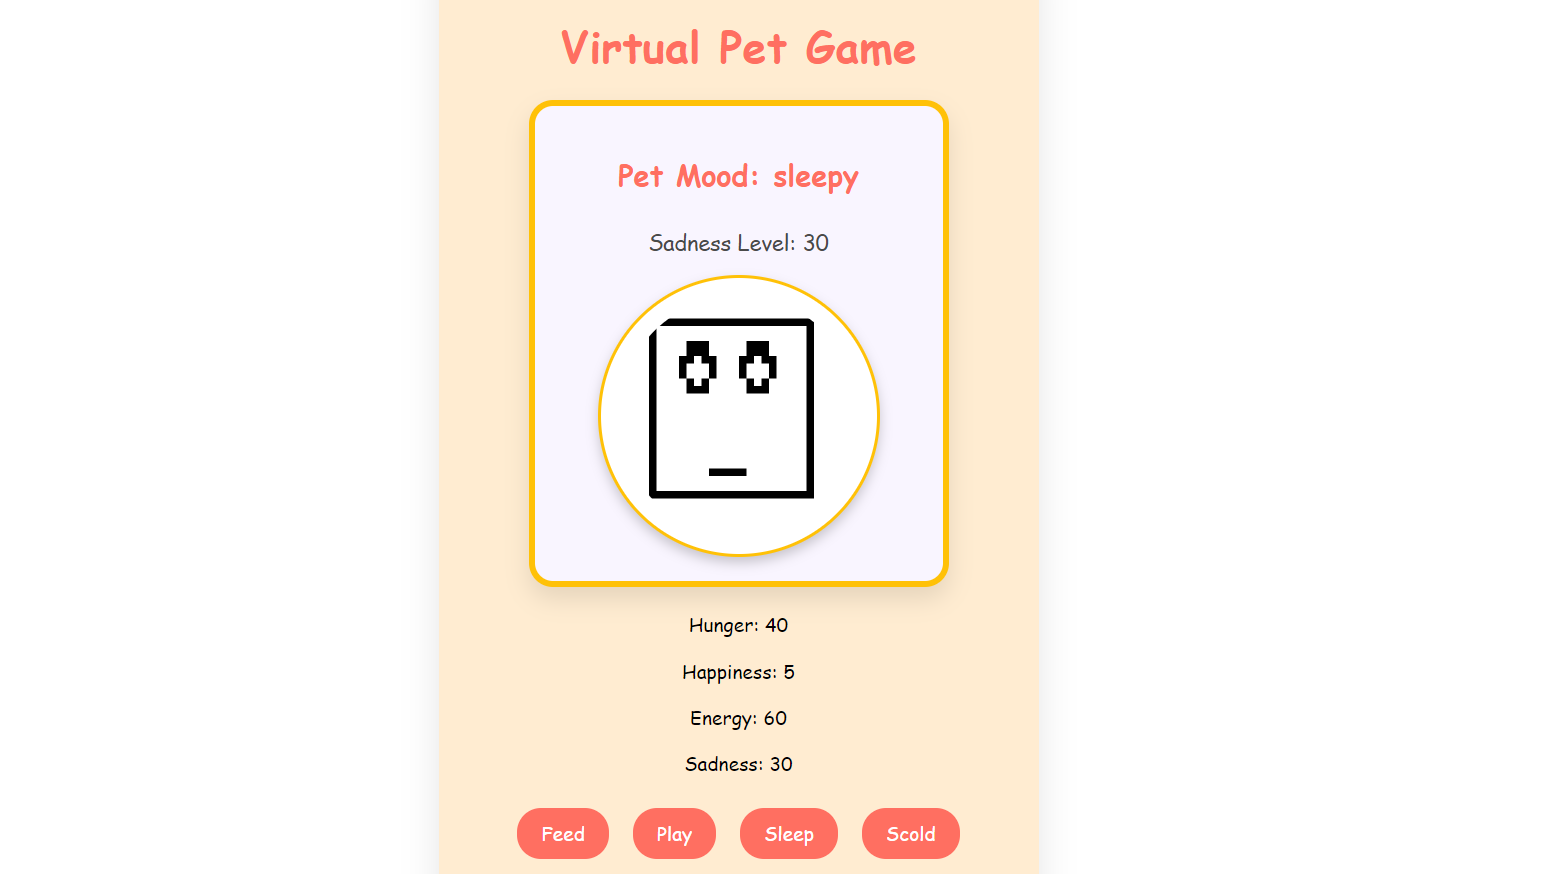 Virtual Pet Game
Pet Mood: sleepy
Sadness Level: 30
Hunger: 40
Happiness: 5
Energy: 60
Sadness: 30
Feed Play Sleep Scold